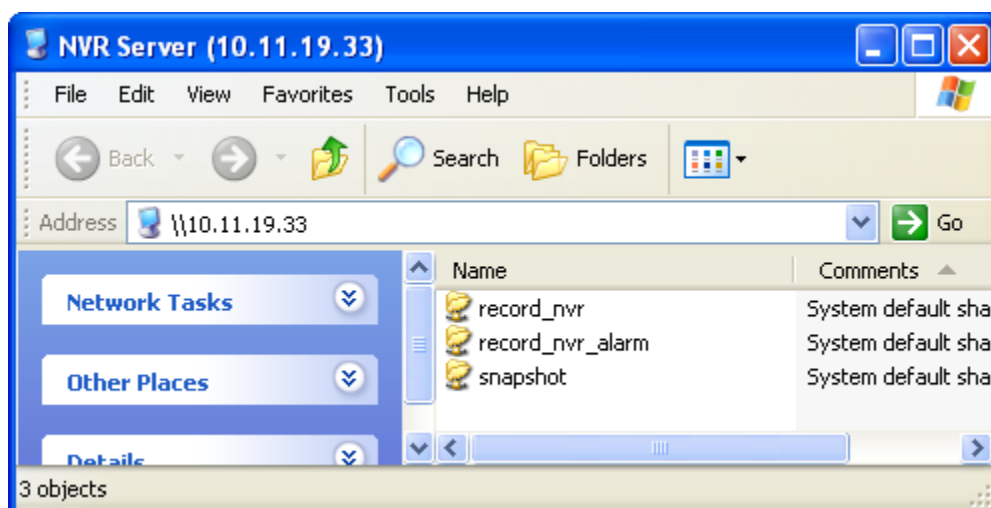 NVR Server (10.11.19.33)
File Edit View Favorites Tools Help
Back Search Folders
Address \\10.11.19.33 Go
Network Tasks
Other Places
Details
Name Comments
record_nvr System default sha
record_nvr_alarm System default sha
snapshot System default sha
3 objects